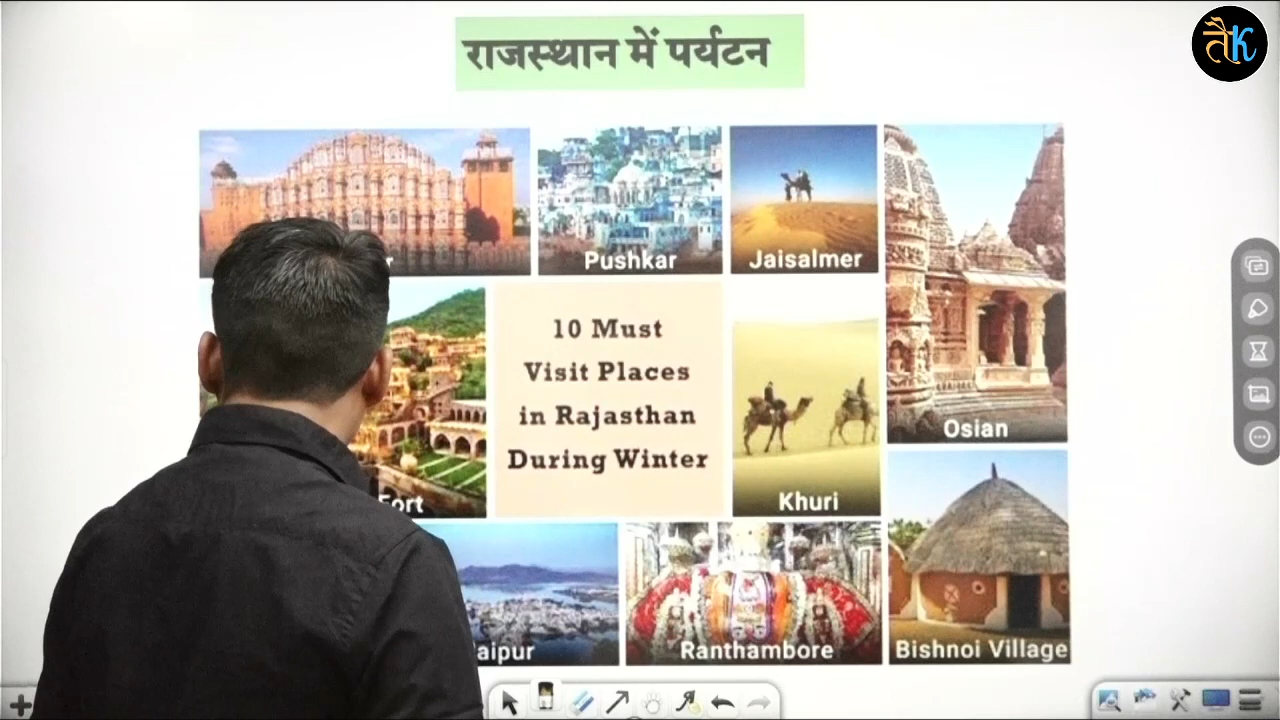 राजस्थान में पर्यटन
तैK
Pushkar
Jaisalmer
10 Must
Visit Places
in Rajasthan
During Winter
Osian
Fort
Khuri
Ranthambore
Bishnoi Village